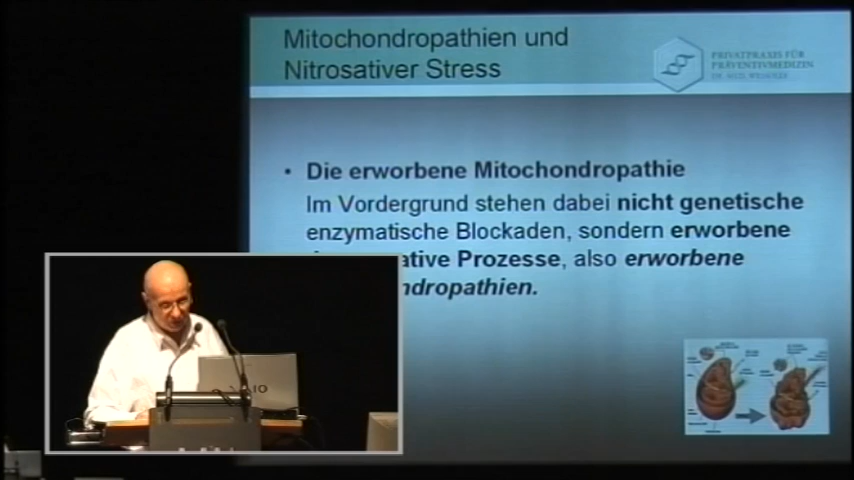 Mitochondropathien und
Nitrosativer Stress
PRIVATPRAXIS FÜR
PRÄVENTIVMEDIZIN
• Die erworbene Mitochondropathie
Im Vordergrund stehen dabei nicht genetische
enzymatische Blockaden, sondern erworbene
ative Prozesse, also erworbene
ndropathien.
VAIO